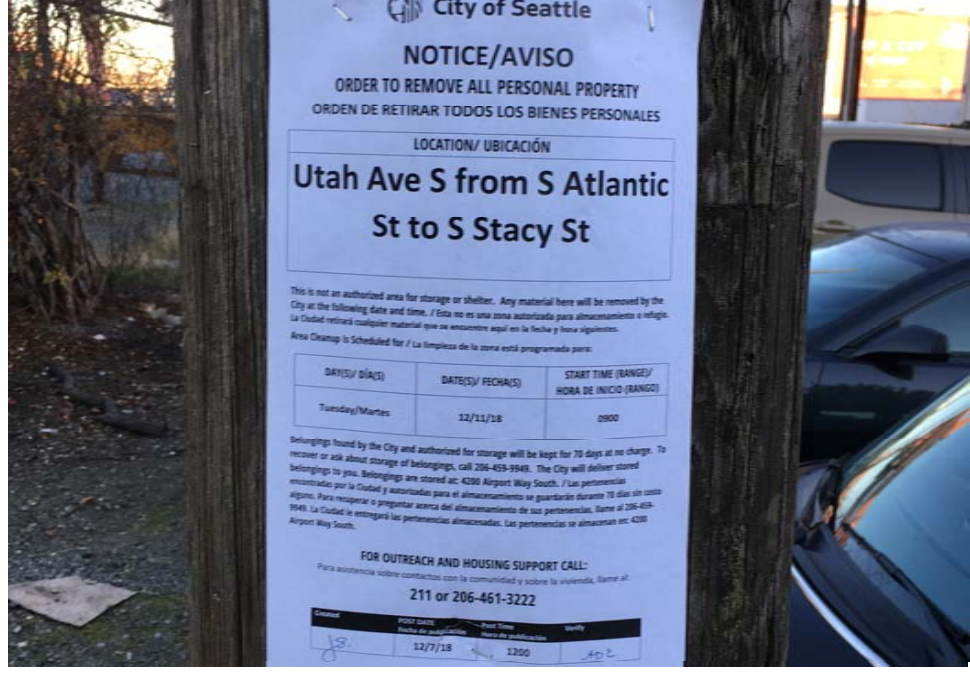 City of Seattle
NOTICE/AVISO
ORDER TO REMOVE ALL PERSONAL PROPERTY
ORDEN DE RETIRAR TODOS LOS BIENES PERSONALES
LOCATION/ UBICACIÓN
Utah Ave S from S Atlantic
St to S Stacy St
This is not an authorized area for storage or shelter. Any material here will be removed by the
City at the following date and time. / Esta no es una zona autorizada para almacenamiento o refugio.
La Ciudad retirará cualquier material que se encuentre aquí en la fecha y hora siguientes.
Area Cleanup is Scheduled for / La limpieza de la zona está programada para:
DAY(S)/ DÍA(S) DATE(S)/ FECHA(S) START TIME (RANGE)/
HORA DE INICIO (RANGO)
Tuesday/Martes 12/11/18 0900
Belongings found by the City and authorized for storage will be kept for 70 days at no charge. To
recover or ask about storage of belongings, call 206-459-9949. The City will deliver stored
belongings to you. Belongings are stored at: 4200 Airport Way South. / Las pertenencias
encontradas por la Ciudad y autorizadas para el almacenamiento se guardarán durante 70 días sin costo
alguno. Para recuperar o preguntar acerca del almacenamiento de sus pertenencias, llame al 206-459-
9949. La Ciudad le entregará las pertenencias almacenadas. Las pertenencias se almacenan en: 4200
Airport Way South.
FOR OUTREACH AND HOUSING SUPPORT CALL:
Para asistencia sobre contactos con la comunidad y sobre la vivienda, llame al:
211 or 206-461-3222
Created POST DATE Post Time Verify
Fecha de publicación Hora de publicación
JS. 12/7/18 1200